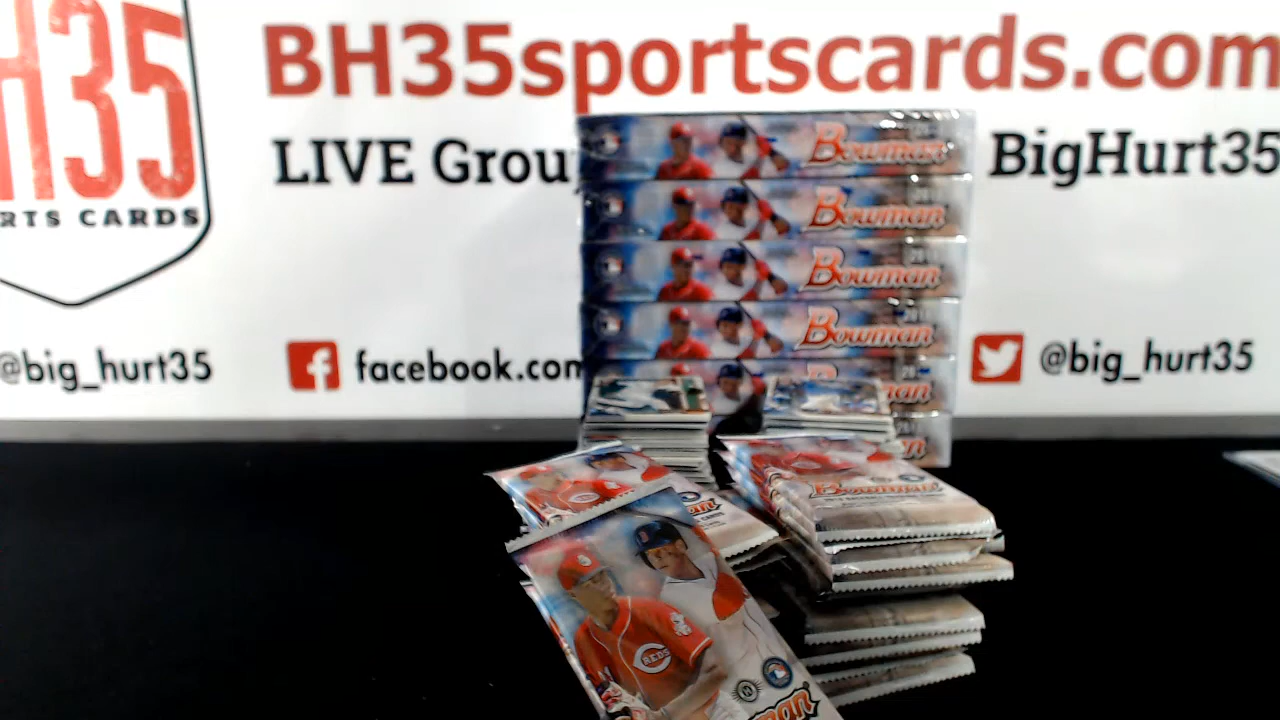 H35
RTS CARDS
BH35sportscards.com
LIVE Grou
BigHurt35
@big_hurt35
facebook.com
@big_hurt35
Bowman
Bowman
Bowman
Bowman
Bowman
REDS